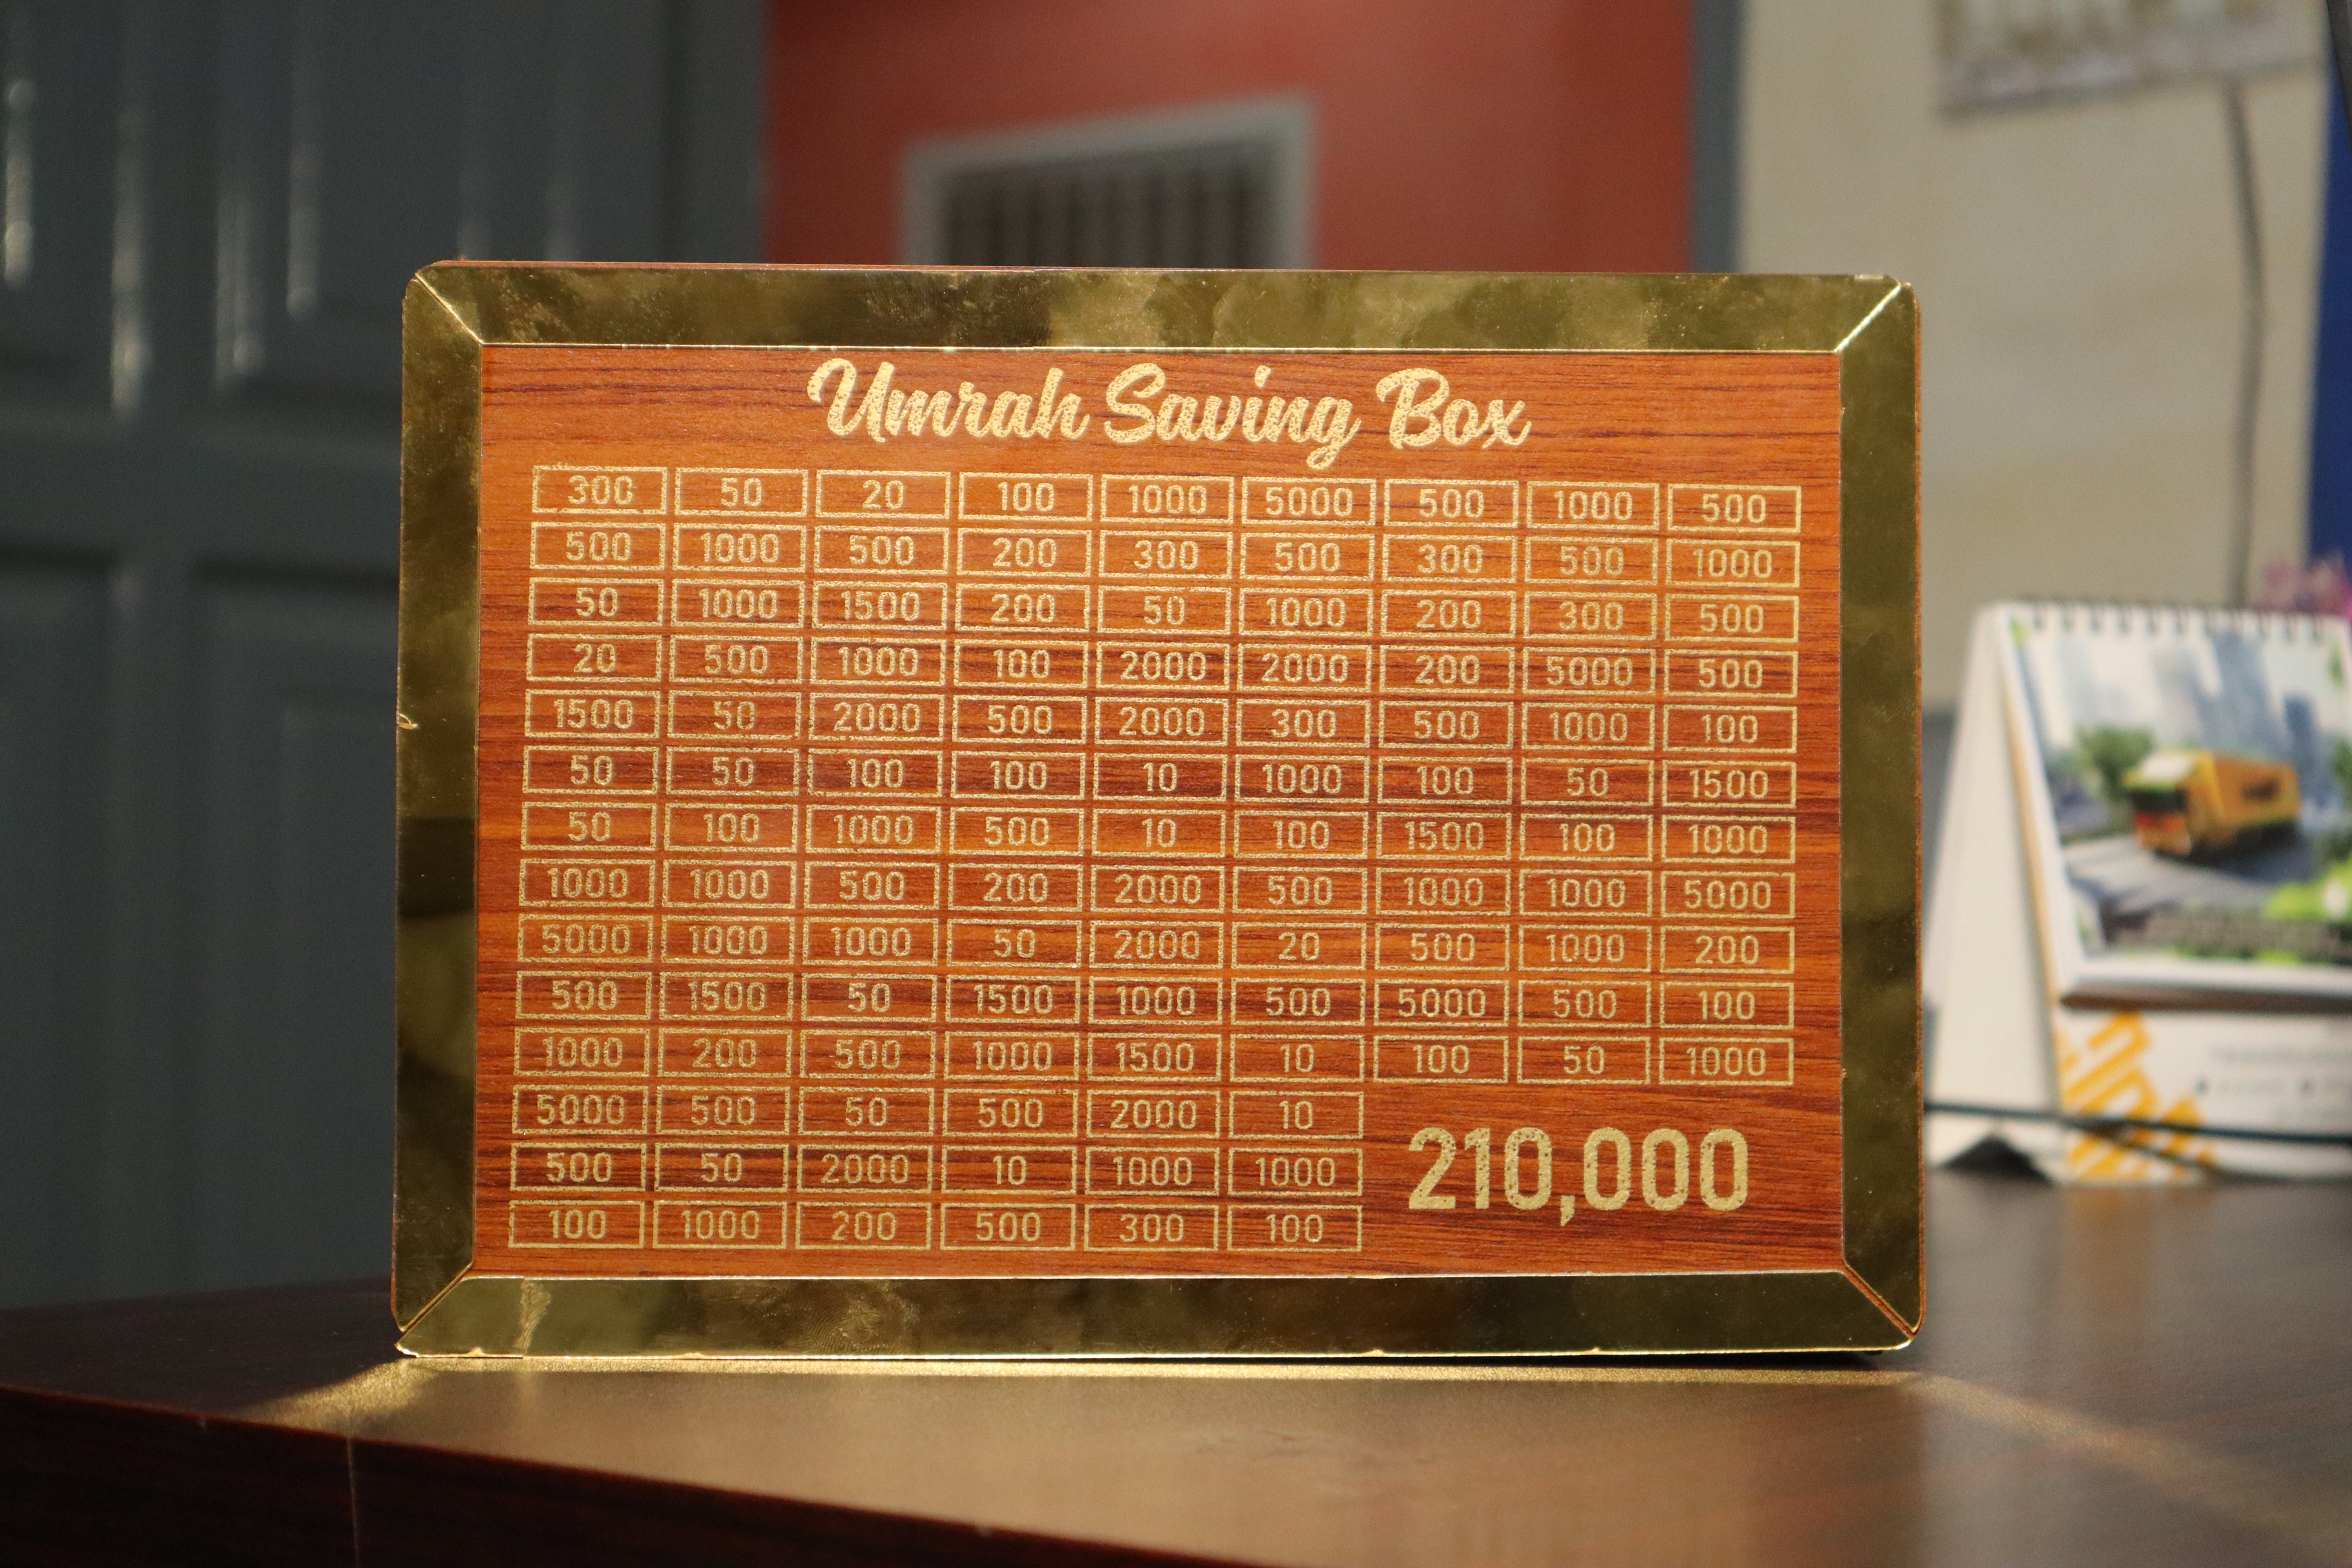 Umrah Saving Box
300 50 20 100 1000 5000 500 1000 500
500 1000 500 200 300 500 300 500 1000
50 1000 1500 200 50 1000 200 300 500
20 500 1000 100 2000 2000 200 5000 500
1500 50 2000 500 2000 300 500 1000 100
50 50 100 100 10 1000 100 50 1500
50 100 1000 500 10 100 1500 100 1000
1000 1000 500 200 2000 500 1000 1000 5000
5000 1000 1000 50 2000 20 500 1000 200
500 1500 50 1500 1000 500 5000 500 100
1000 200 500 1000 1500 10 100 50 1000
5000 500 50 500 2000 10
500 50 2000 10 1000 1000
100 1000 200 500 300 100
210,000